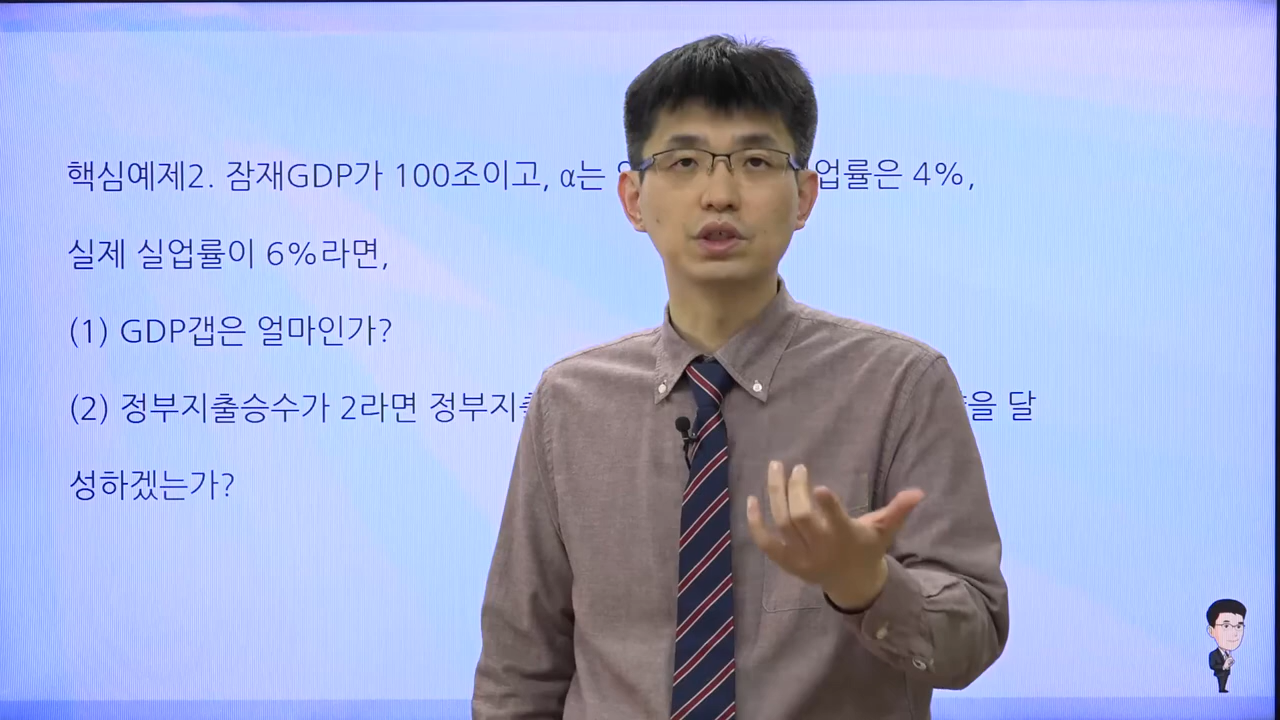 핵심예제2. 잠재GDP가 100조이고, α는 업률은 4%,
실제 실업률이 6%라면,
(1) GDP갭은 얼마인가?
(2) 정부지출승수가 2라면 을 달
성하겠는가?